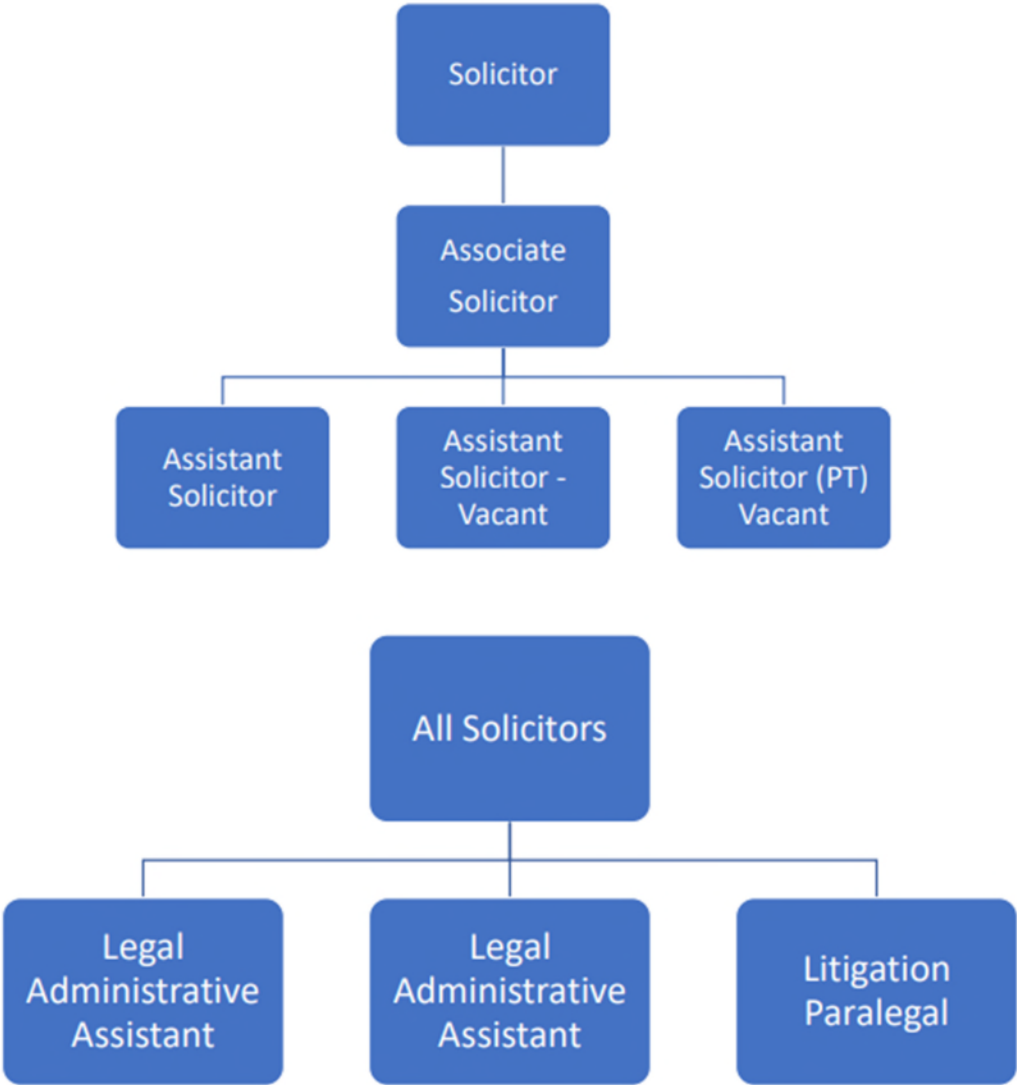 Solicitor
Associate
Solicitor
Assistant
Solicitor
Assistant
Solicitor -
Vacant
Assistant
Solicitor (PT)
Vacant
All Solicitors
Legal
Administrative
Assistant
Legal
Administrative
Assistant
Litigation
Paralegal